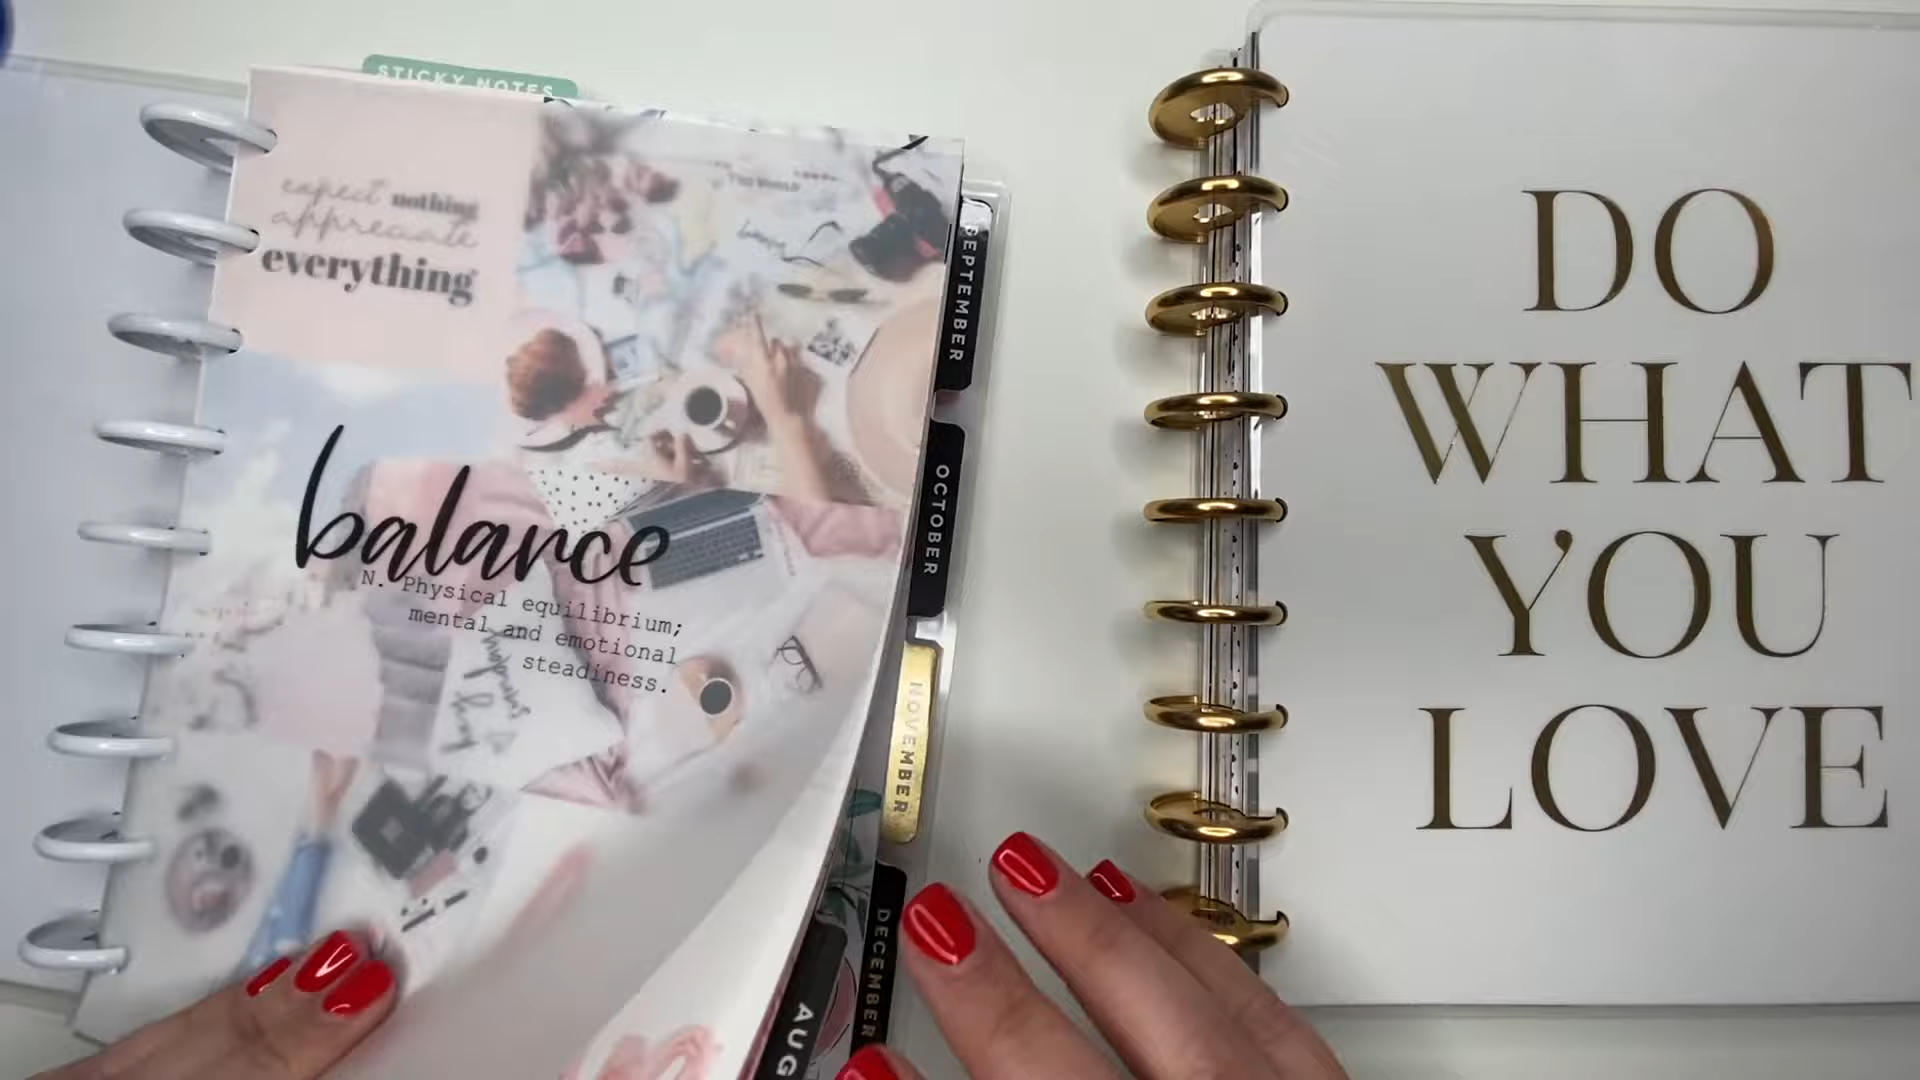 STICKY NOTES
expect nothing
appreciate
everything
balance
N. Physical equilibrium;
mental and emotional
steadiness.
SEPTEMBER
OCTOBER
NOVEMBER
DECEMBER
AUG
DO
WHAT
YOU
LOVE